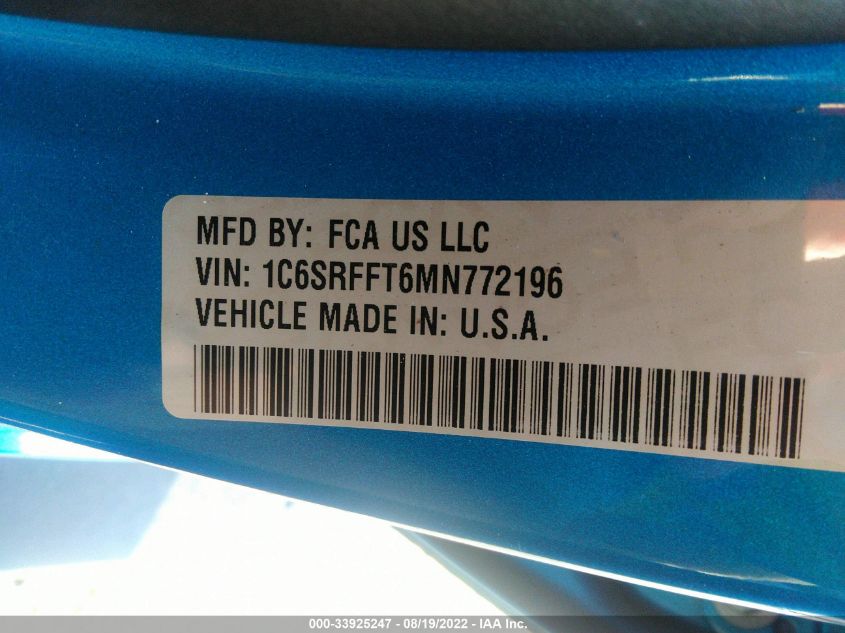 MFD BY: FCA US LLC
VIN: 1C6SRFFT6MN772196
VEHICLE MADE IN: U.S.A.
000-33925247 - 08/19/2022 - IAA Inc.